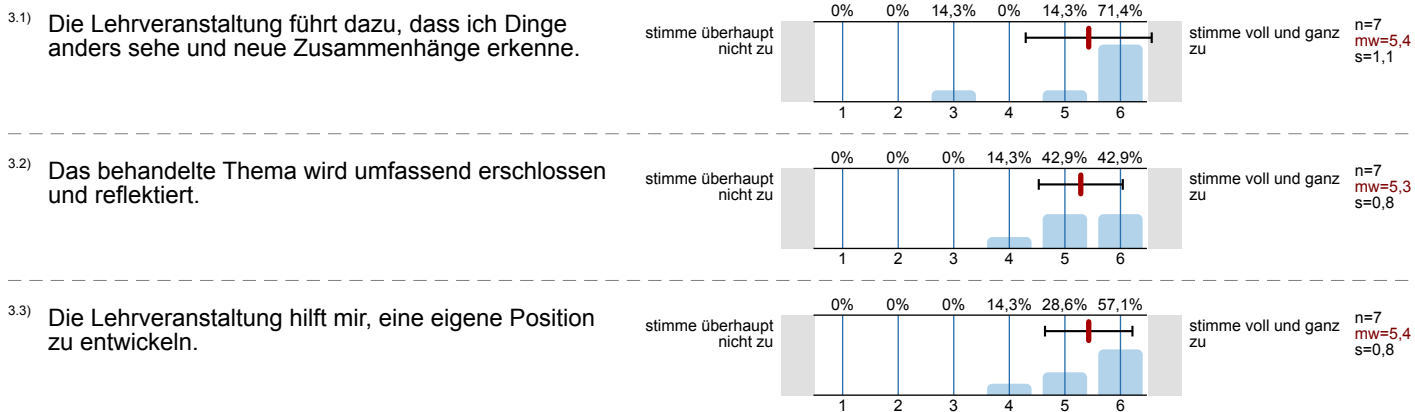 3.1) Die Lehrveranstaltung führt dazu, dass ich Dinge
anders sehe und neue Zusammenhänge erkenne.
stimme überhaupt
nicht zu
0% 0% 14,3% 0% 14,3% 71,4%
1 2 3 4 5 6
stimme voll und ganz
zu
n=7
mw=5,4
s=1,1
3.2) Das behandelte Thema wird umfassend erschlossen
und reflektiert.
stimme überhaupt
nicht zu
0% 0% 0% 14,3% 42,9% 42,9%
1 2 3 4 5 6
stimme voll und ganz
zu
n=7
mw=5,3
s=0,8
3.3) Die Lehrveranstaltung hilft mir, eine eigene Position
zu entwickeln.
stimme überhaupt
nicht zu
0% 0% 0% 14,3% 28,6% 57,1%
1 2 3 4 5 6
stimme voll und ganz
zu
n=7
mw=5,4
s=0,8